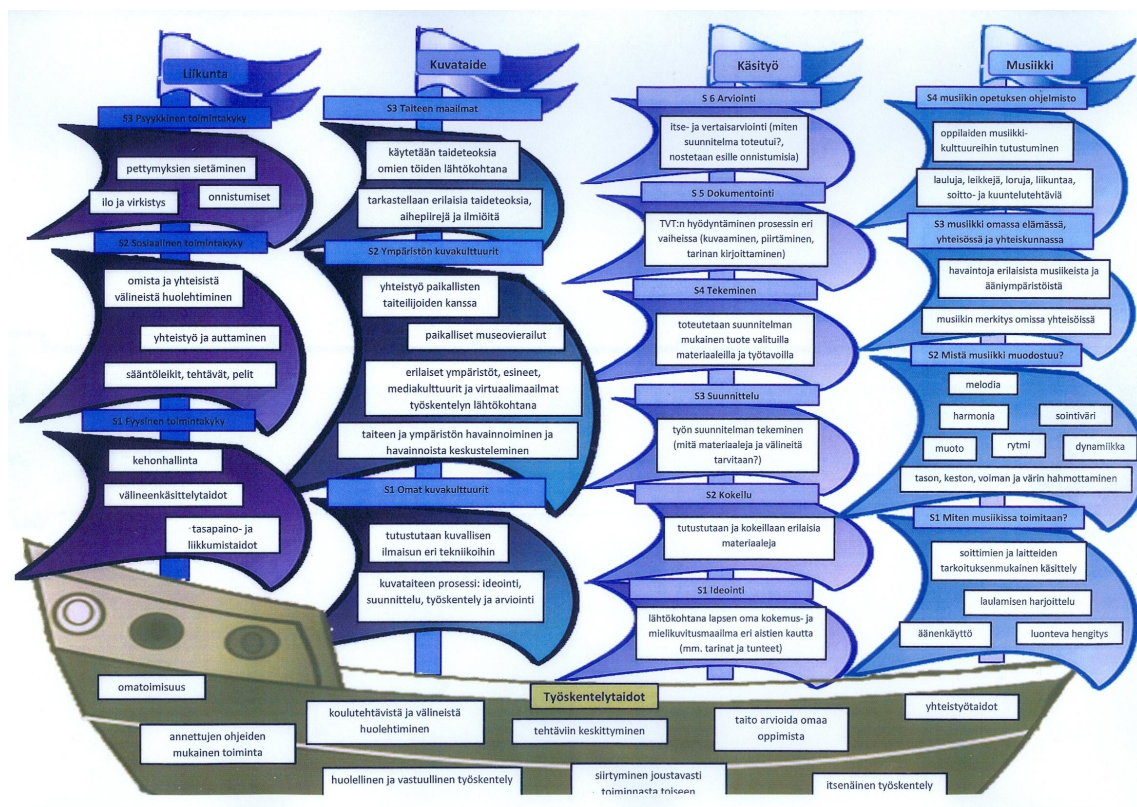 Liikunta
S3 Psyykkinen toimintakyky
pettymyksien sietäminen
ilo ja virkistys
onnistumiset
S2 Sosiaalinen toimintakyky
omista ja yhteisistä
välineistä huolehtiminen
yhteistyö ja auttaminen
sääntöleikit, tehtävät, pelit
S1 Fyysinen toimintakyky
kehonhallinta
välineenkäsittelytaidot
tasapaino- ja
liikkumistaidot
Kuvataide
S3 Taiteen maailmat
käytetään taideteoksia
omien töiden lähtökohtana
tarkastellaan erilaisia taideteoksia,
aihepiirejä ja ilmiöitä
S2 Ympäristön kuvakulttuurit
yhteistyö paikallisten
taiteilijoiden kanssa
paikalliset museovierailut
erilaiset ympäristöt, esineet,
mediakulttuurit ja virtuaalimaailmat
työskentelyn lähtökohtana
taiteen ja ympäristön havainnoiminen ja
havainnoista keskusteleminen
S1 Omat kuvakulttuurit
tutustutaan kuvallisen
ilmaisun eri tekniikoihin
kuvataiteen prosessi: ideointi,
suunnittelu, työskentely ja arviointi
Käsityö
S 6 Arviointi
itse- ja vertaisarviointi (miten
suunnitelma toteutui?,
nostetaan esille onnistumisia)
S 5 Dokumentointi
TVT:n hyödyntäminen prosessin eri
vaiheissa (kuvaaminen, piirtäminen,
tarinan kirjoittaminen)
S4 Tekeminen
toteutetaan suunnitelman
mukainen tuote valituilla
materiaaleilla ja työtavoilla
S3 Suunnittelu
työn suunnitelman tekeminen
(mitä materiaaleja ja välineitä
tarvitaan?)
S2 Kokeilu
tutustutaan ja kokeillaan erilaisia
materiaaleja
S1 Ideointi
lähtökohtana lapsen oma kokemus- ja
mielikuvitusmaailma eri aistien kautta
(mm. tarinat ja tunteet)
Musiikki
S4 musiikin opetuksen ohjelmisto
oppilaiden musiikki-
kulttuureihin tutustuminen
lauluja, leikkejä, loruja, liikuntaa,
soitto- ja kuuntelutehtäviä
S3 musiikki omassa elämässä,
yhteisössä ja yhteiskunnassa
havaintoja erilaisista musiikeista ja
ääniympäristöistä
musiikin merkitys omissa yhteisöissä
S2 Mistä musiikki muodostuu?
melodia
harmonia
sointiväri
muoto
rytmi
dynamiikka
tason, keston, voiman ja värin hahmottaminen
S1 Miten musiikissa toimitaan?
soittimien ja laitteiden
tarkoituksenmukainen käsittely
laulamisen harjoittelu
äänenkäyttö
luonteva hengitys
Työskentelytaidot
omatoimisuus
annettujen ohjeiden
mukainen toiminta
koulutehtävistä ja välineistä
huolehtiminen
huolellinen ja vastuullinen työskentely
tehtäviin keskittyminen
siirtyminen joustavasti
toiminnasta toiseen
taito arvioida omaa
oppimista
yhteistyötaidot
itsenäinen työskentely